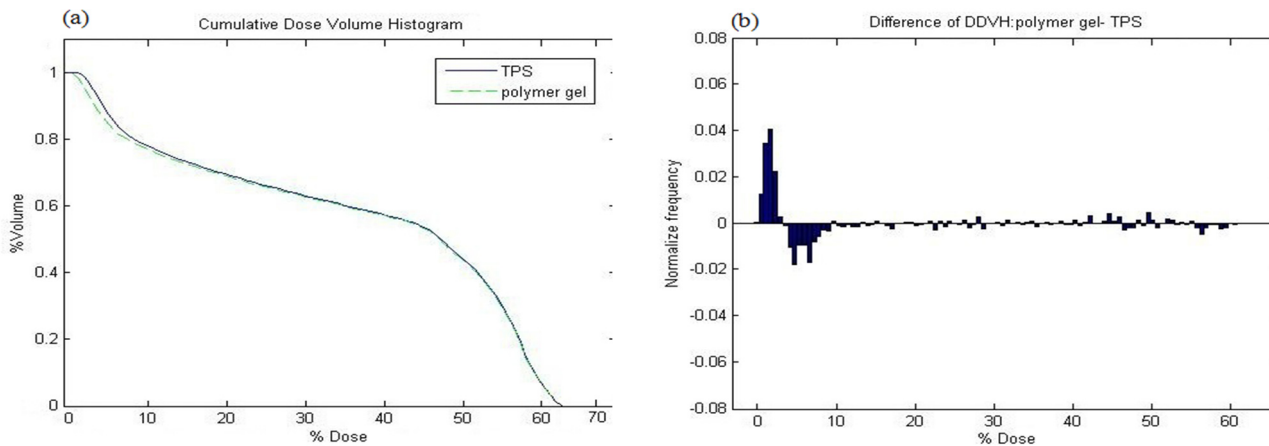 (a)
Cumulative Dose Volume Histogram
TPS
polymer gel
1
0.8
0.6
0.4
0.2
0
%Volume
0 10 20 30 40 50 60 70
% Dose
(b)
Difference of DDVH:polymer gel- TPS
0.08
0.06
0.04
0.02
0
-0.02
-0.04
-0.06
-0.08
Normalize frequency
0 10 20 30 40 50 60
% Dose